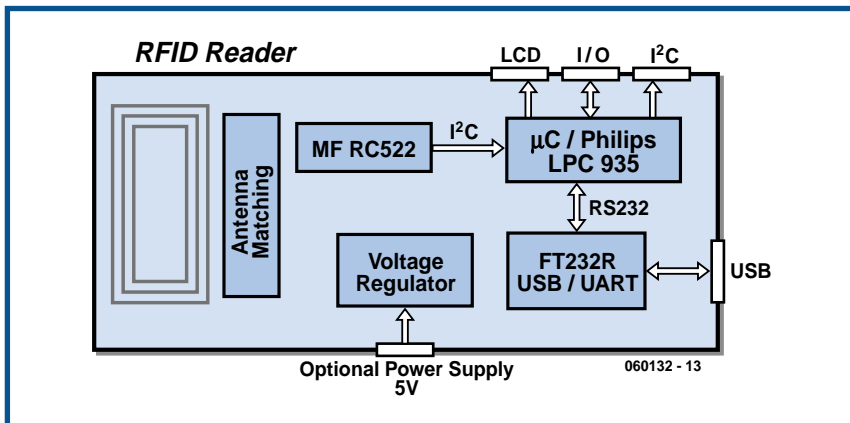 RFID Reader
LCD
I/O
I²C
MF RC522
I²C
µC / Philips
LPC 935
Antenna
Matching
RS232
Voltage
Regulator
FT232R
USB / UART
USB
Optional Power Supply
5V
060132 - 13